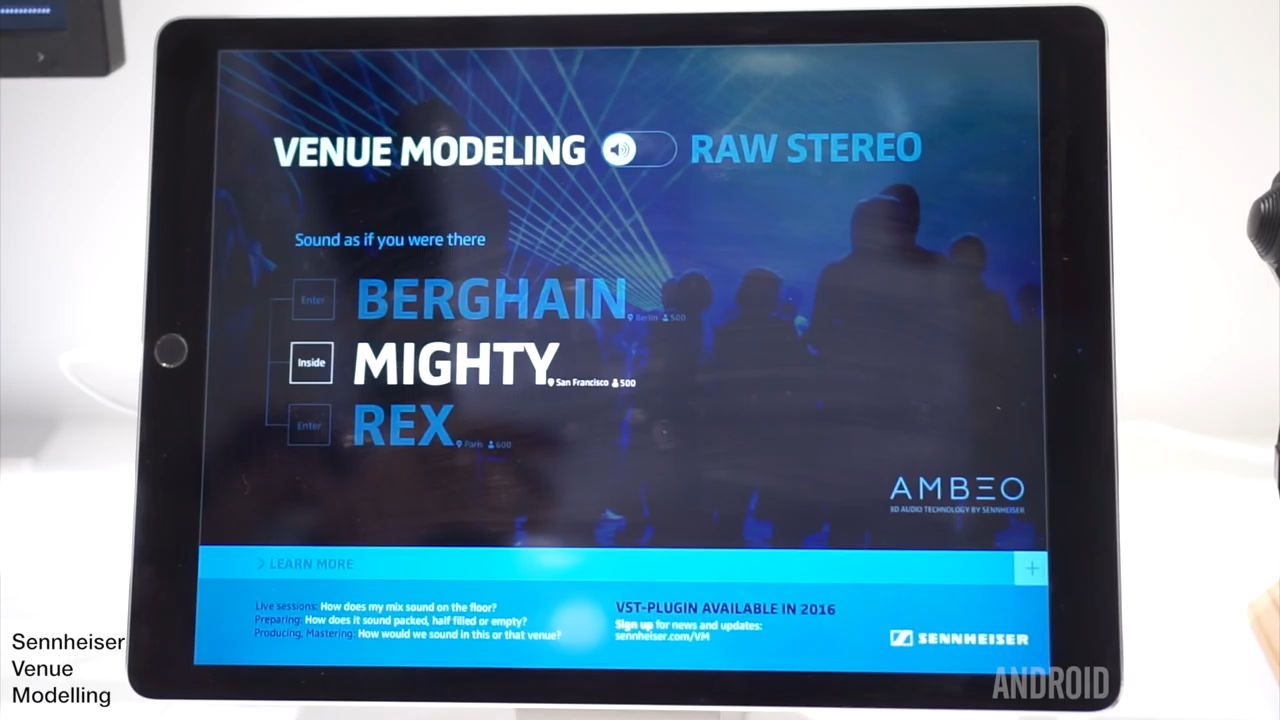 VENUE MODELING RAW STEREO
Sound as if you were there
Enter BERGHAIN Berlin 500
Inside MIGHTY San Francisco 500
Enter REX Paris 600
AMBEO
3D AUDIO TECHNOLOGY BY SENNHEISER
> LEARN MORE +
Live sessions: How does my mix sound on the floor?
Preparing: How does it sound packed, half filled or empty?
Producing, Mastering: How would we sound in this or that venue?
VST-PLUGIN AVAILABLE IN 2016
Sign up for news and updates:
sennheiser.com/VM
SENNHEISER
Sennheiser
Venue
Modelling
ANDROID